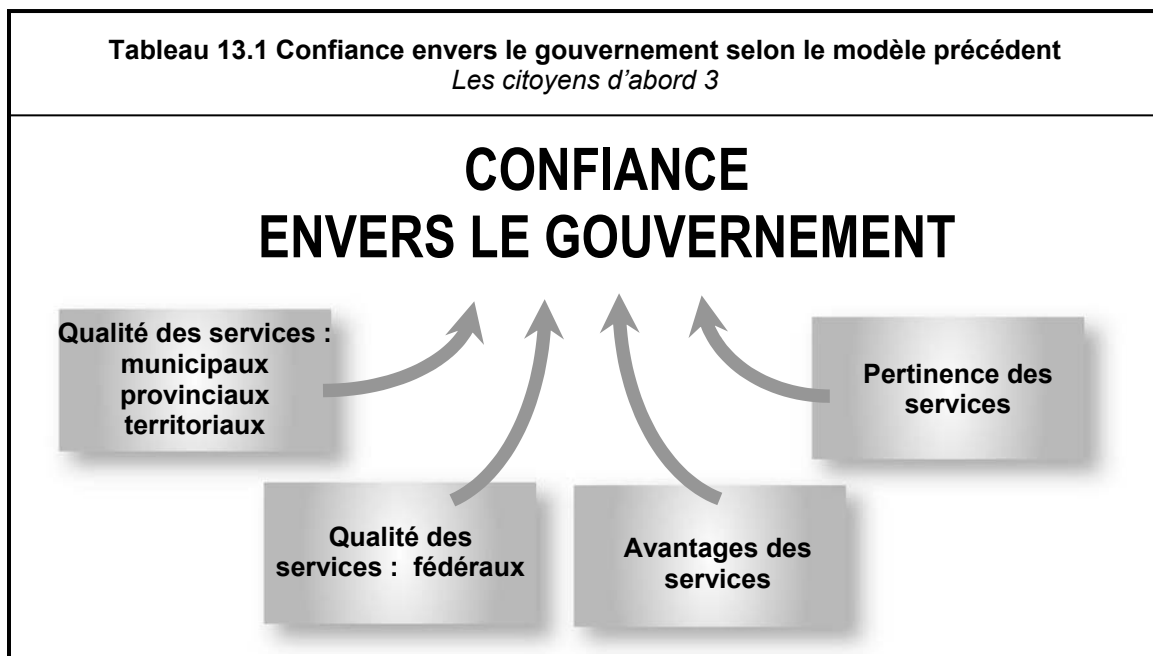 Tableau 13.1 Confiance envers le gouvernement selon le modèle précédent
Les citoyens d’abord 3
CONFIANCE
ENVERS LE GOUVERNEMENT
Qualité des services :
municipaux
provinciaux
territoriaux
Qualité des
services :  fédéraux
Avantages des
services
Pertinence des
services